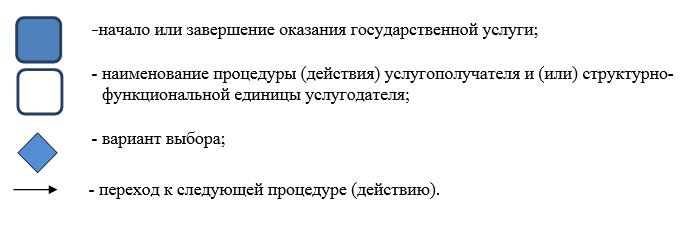 -начало или завершение оказания государственной услуги;
- наименование процедуры (действия) услугополучателя и (или) структурно-
функциональной единицы услугодателя;
- вариант выбора;
- переход к следующей процедуре (действию).